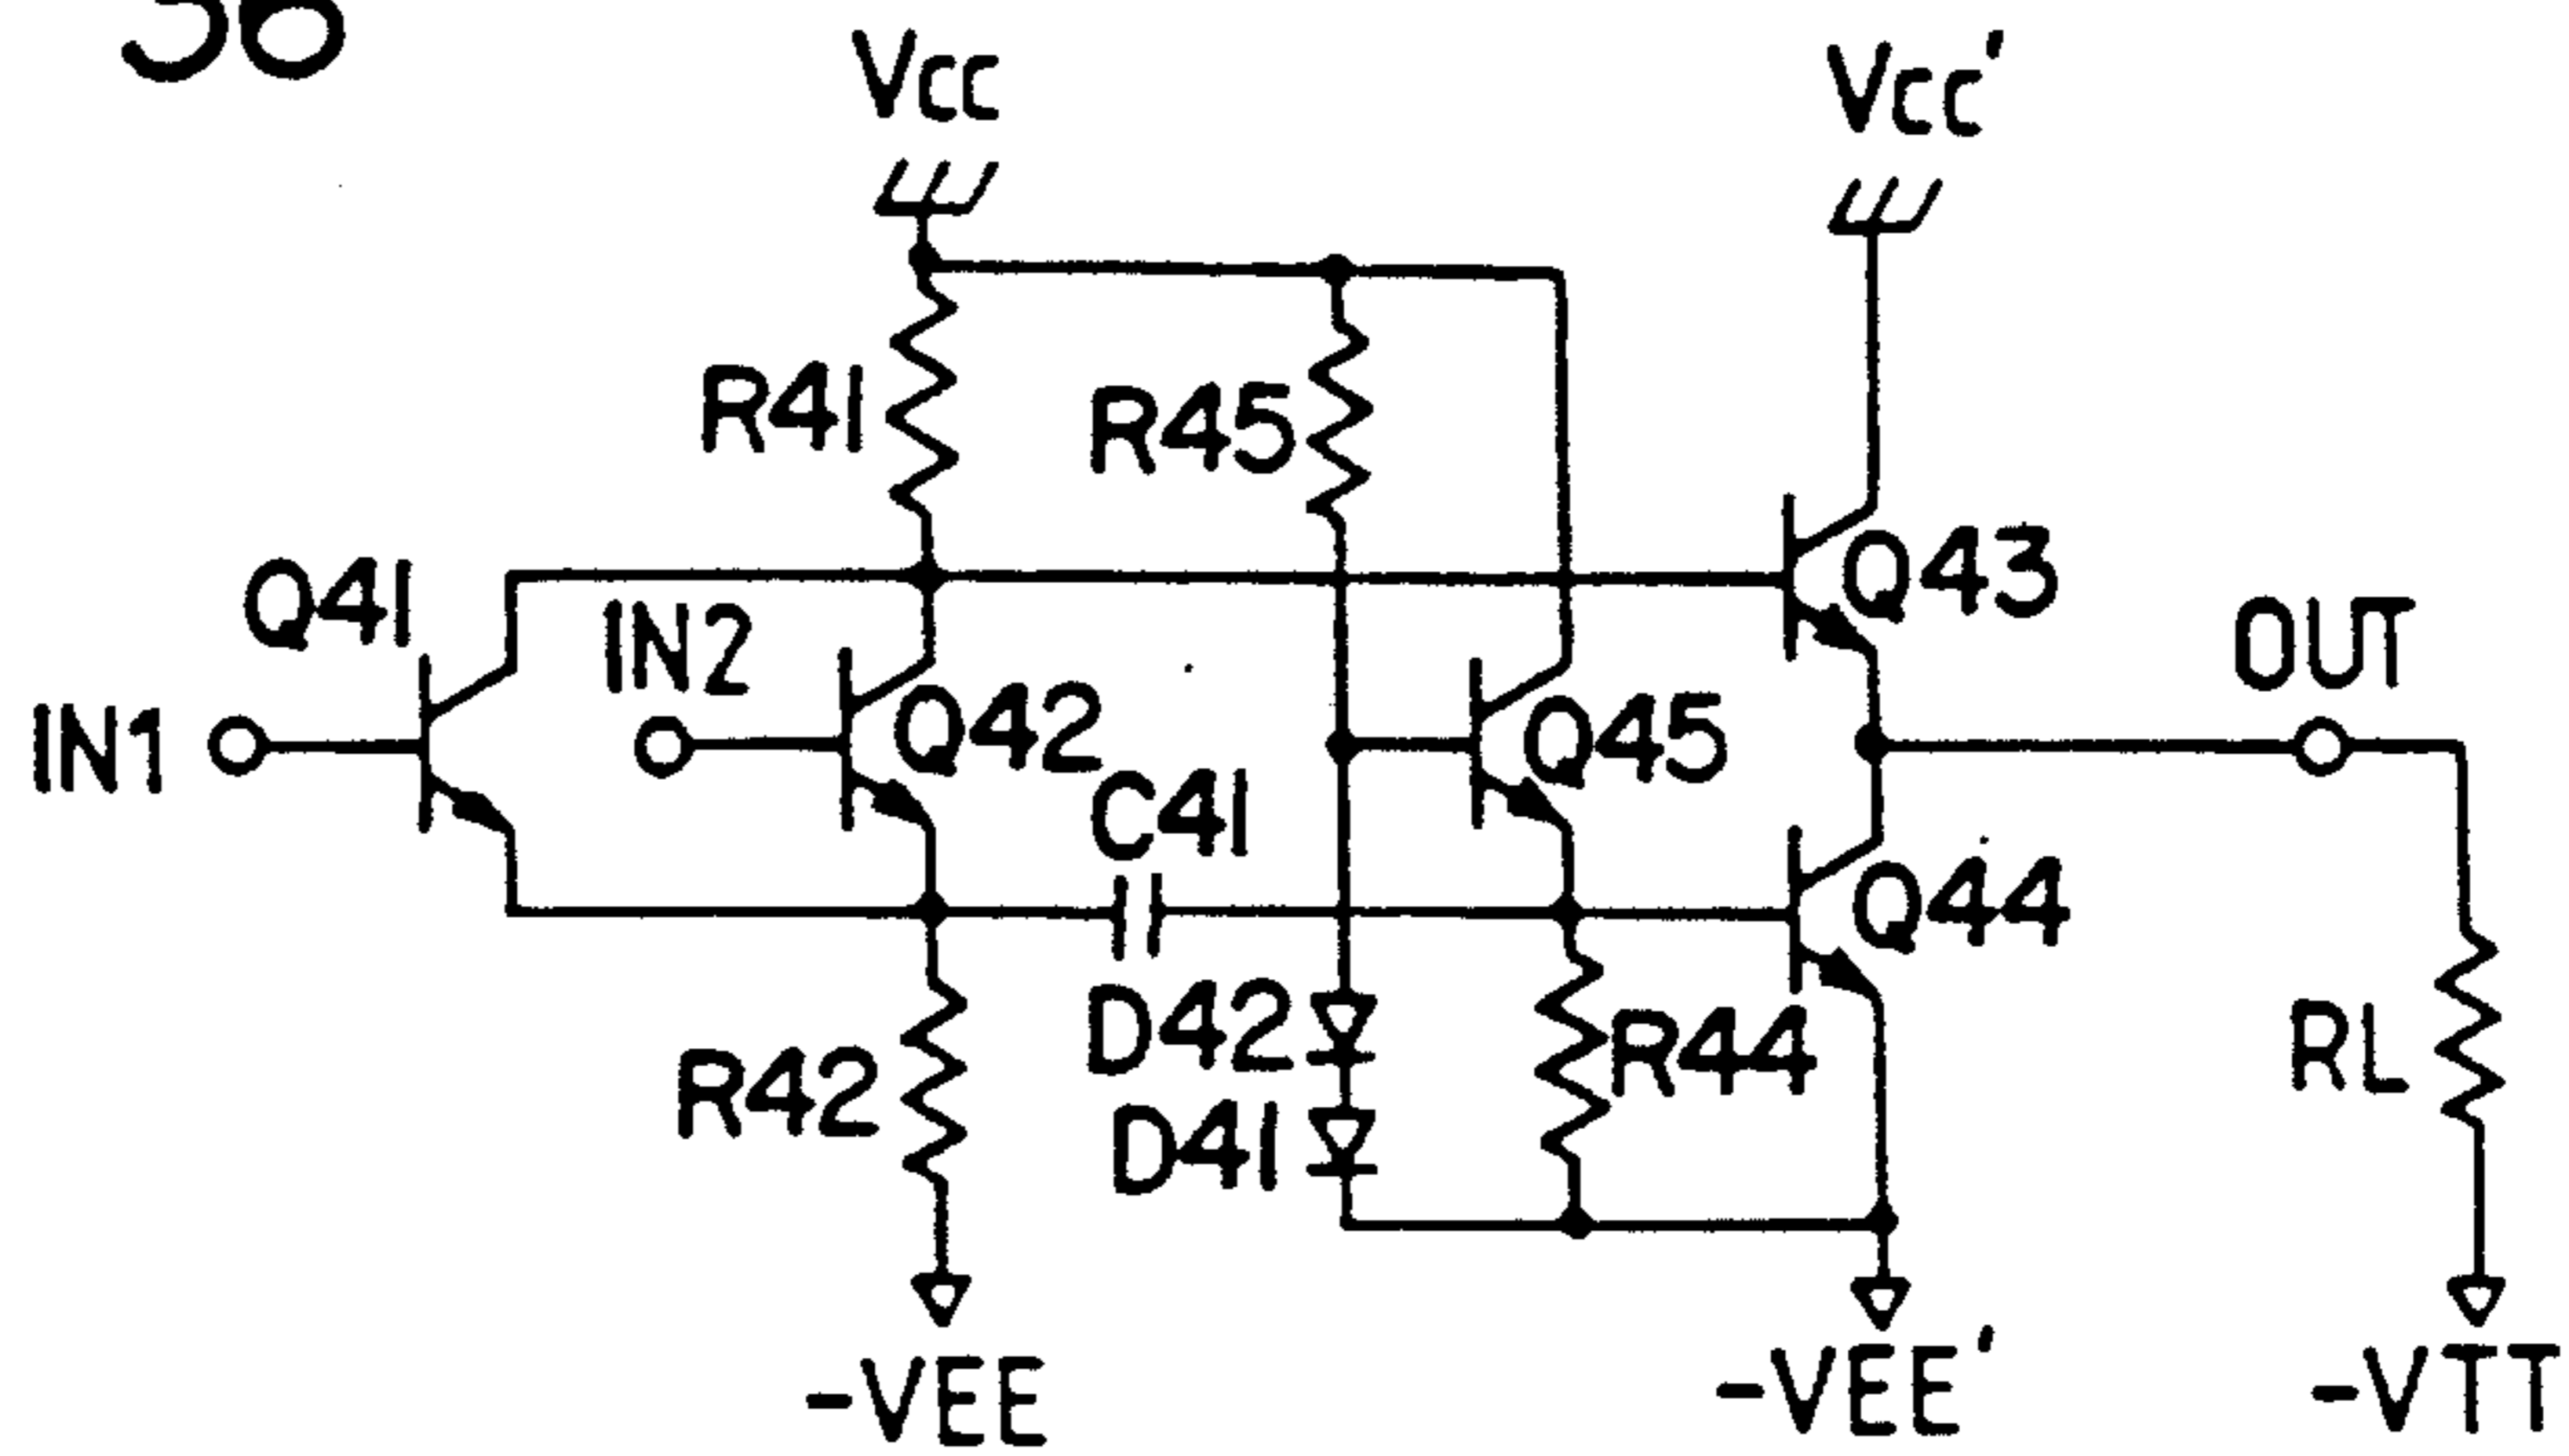 Vcc
Vcc'
R41
R45
Q41
IN2
Q43
OUT
IN1
Q42
Q45
C41
Q44
D42
R44
RL
R42
D41
-VEE
-VEE'
-VTT